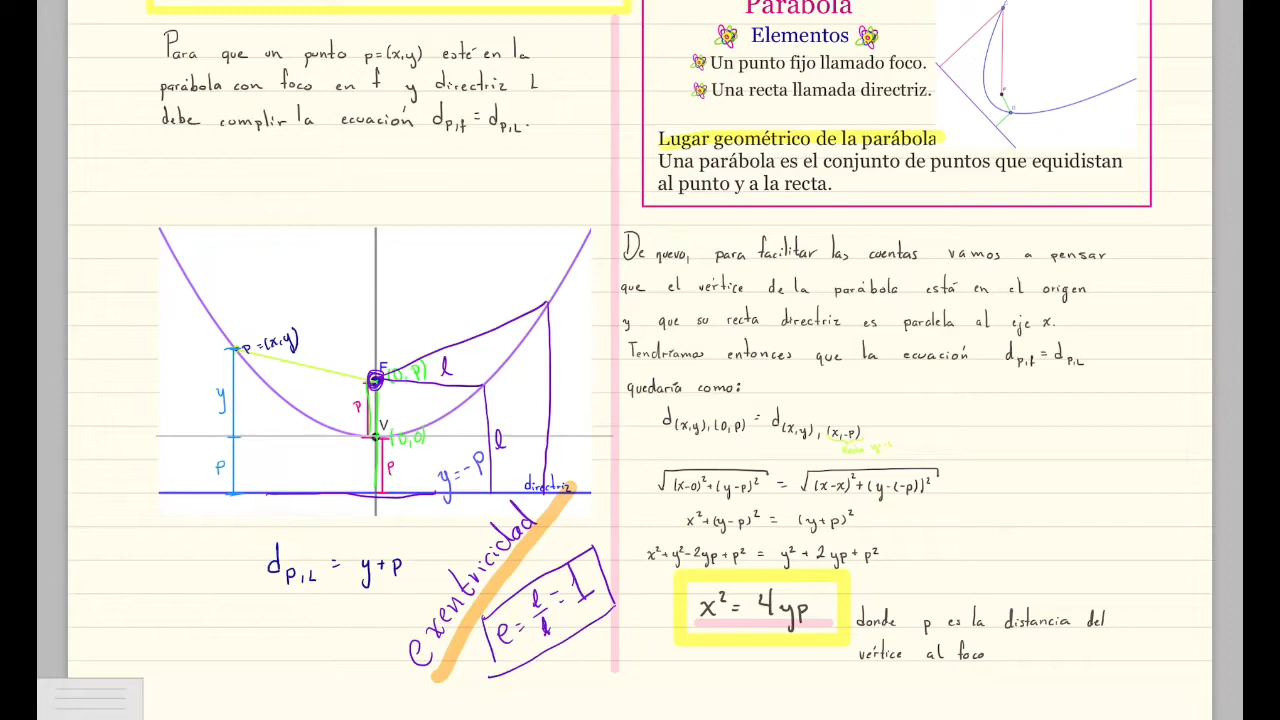 Para que un punto p=(x,y) esté en la
parábola con foco en f y directriz L
debe cumplir la ecuación d_{p,f} = d_{p,L}.
Parábola
Elementos
Un punto fijo llamado foco.
Una recta llamada directriz.
Lugar geométrico de la parábola
Una parábola es el conjunto de puntos que equidistan
al punto y a la recta.
P=(x,y)
F
(0,P)
l
y
P
V
(0,0)
l
P
P
y=-P
directriz
d_{P,L} = y+p
exentricidad
e = l/l = 1
De nuevo, para facilitar las cuentas vamos a pensar
que el vértice de la parábola está en el origen
y que su recta directriz es paralela al eje x.
Tendríamos entonces que la ecuación d_{p,f} = d_{p,L}
quedaría como:
d_{(x,y),(0,p)} = d_{(x,y),(x,-p)}
√((x-0)²+(y-p)²) = √((x-x)²+(y-(-p))²)
x²+(y-p)² = (y+p)²
x²+y²-2yp+p² = y²+2yp+p²
x² = 4yp
donde p es la distancia del
vértice al foco